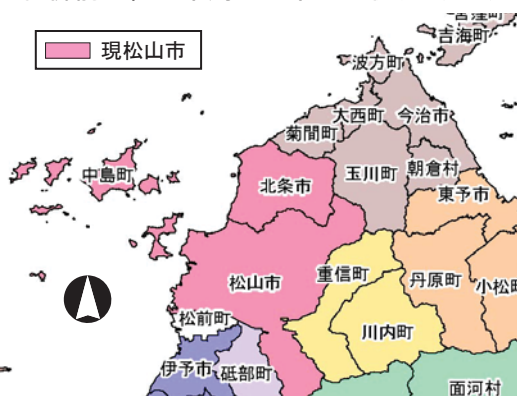 宮窪町
吉海町
現松山市
波方町
大西町
今治市
菊間町
朝倉村
中島町
北条市
玉川町
東予市
松山市
重信町
丹原町
小松町
松前町
川内町
伊予市
砥部町
面河村